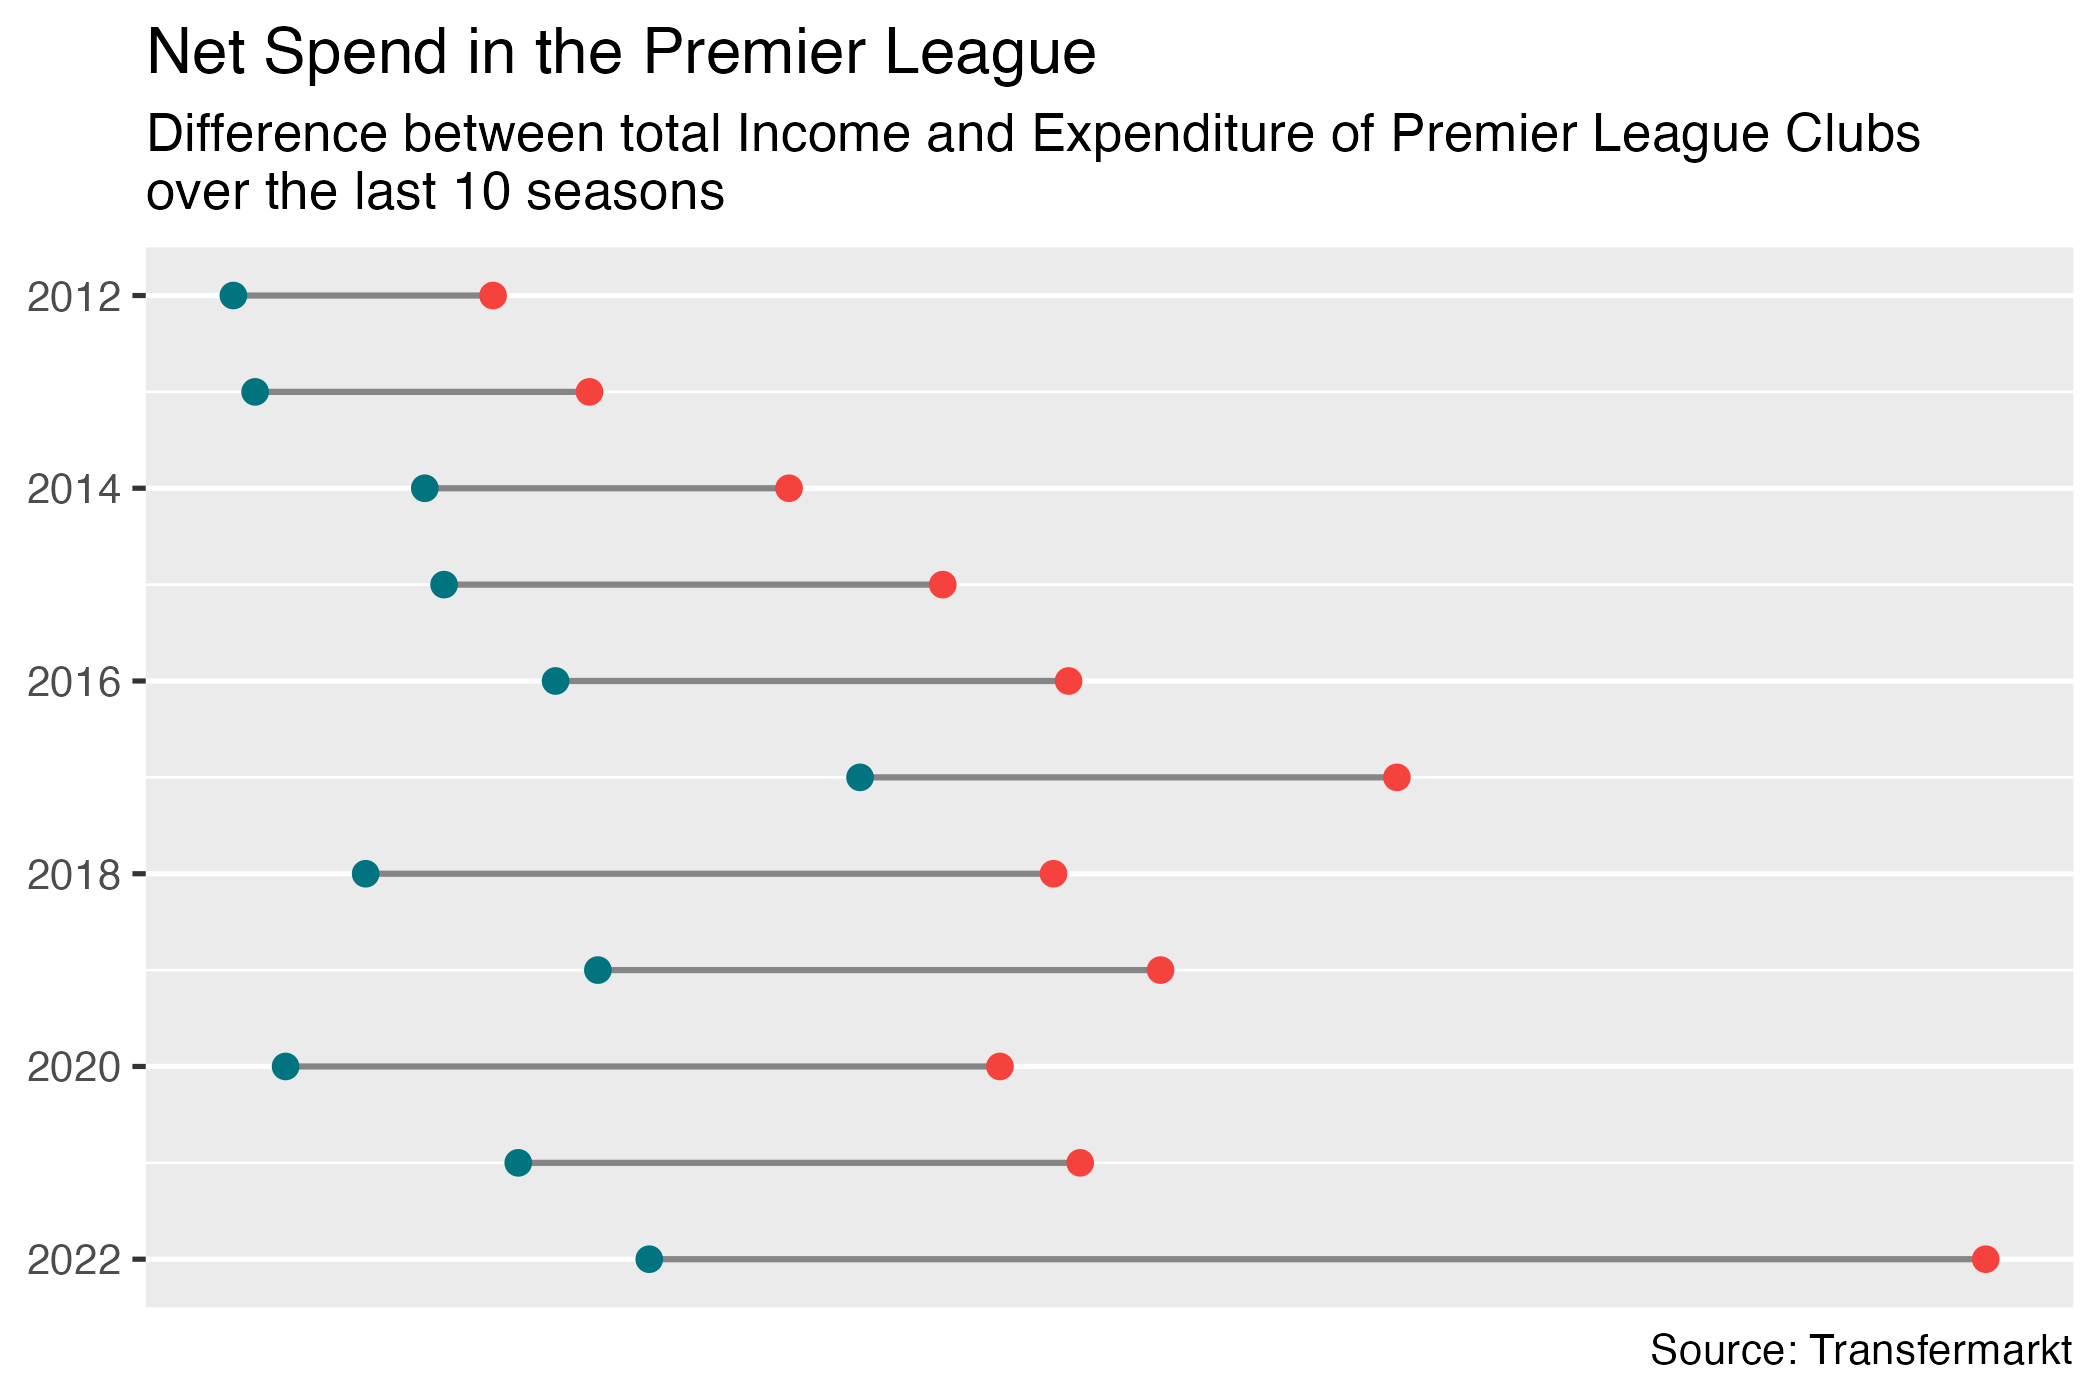 Net Spend in the Premier League
Difference between total Income and Expenditure of Premier League Clubs
over the last 10 seasons
2012
2014
2016
2018
2020
2022
Source: Transfermarkt